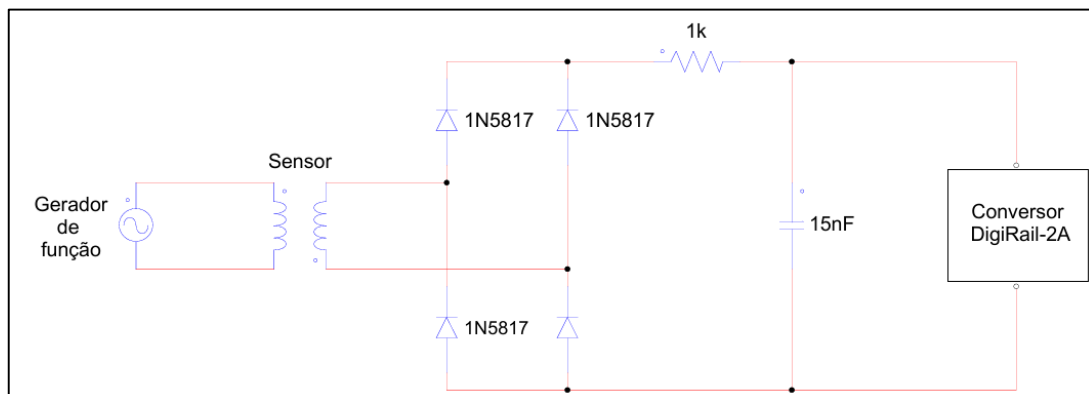 1k
1N5817
1N5817
Sensor
Gerador
de
função
15nF
Conversor
DigiRail-2A
1N5817